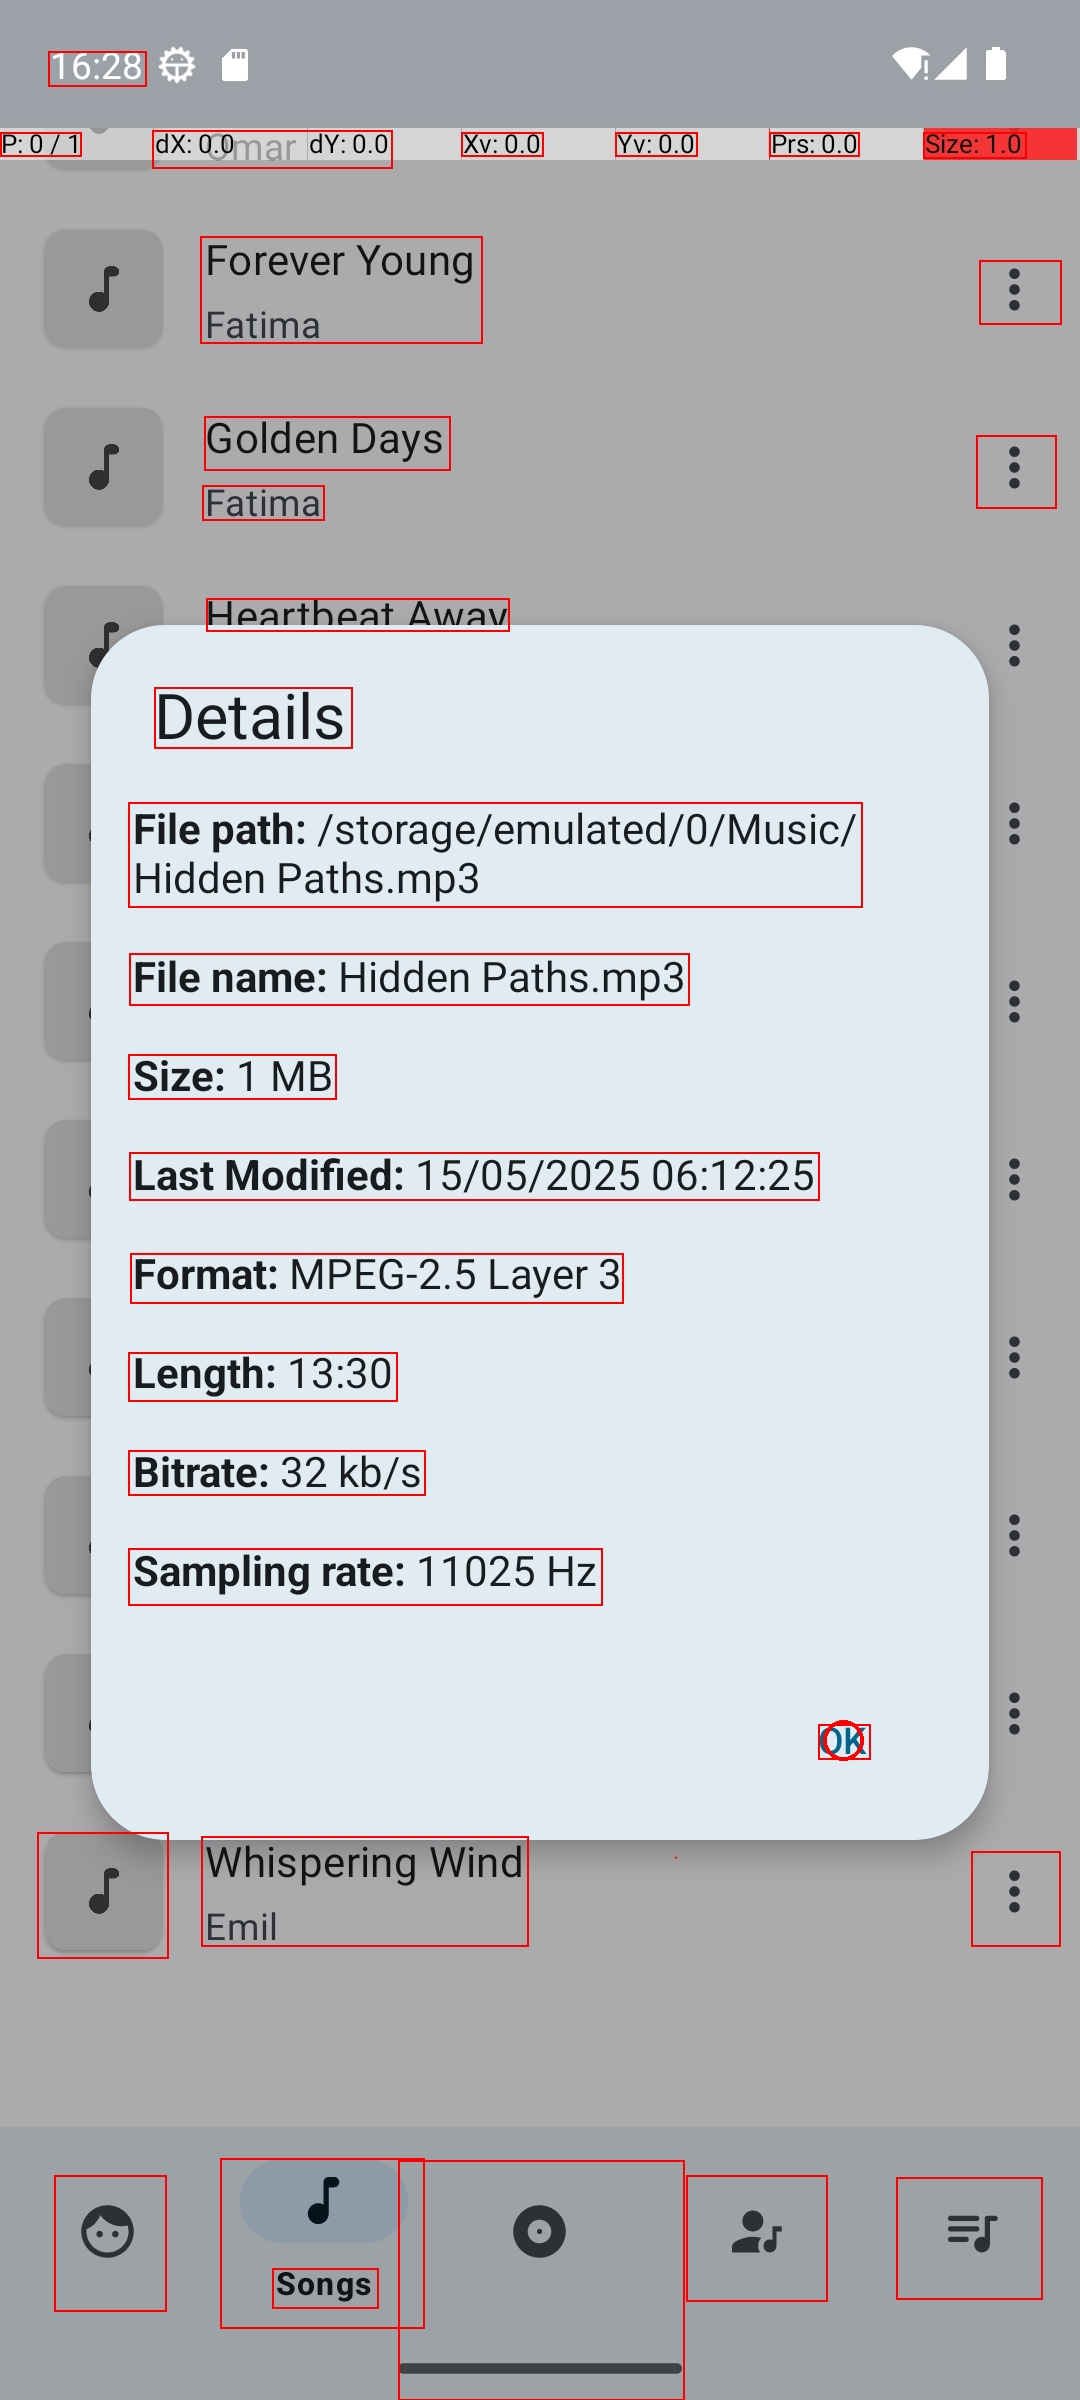 16:28
P: 0 / 1 dX: 0.0 dY: 0.0 Xv: 0.0 Yv: 0.0 Prs: 0.0 Size: 1.0
Omar
Forever Young
Fatima
Golden Days
Fatima
Heartbeat Away
Details
File path: /storage/emulated/0/Music/
Hidden Paths.mp3
File name: Hidden Paths.mp3
Size: 1 MB
Last Modified: 15/05/2025 06:12:25
Format: MPEG-2.5 Layer 3
Length: 13:30
Bitrate: 32 kb/s
Sampling rate: 11025 Hz
OK
Whispering Wind
Emil
Songs